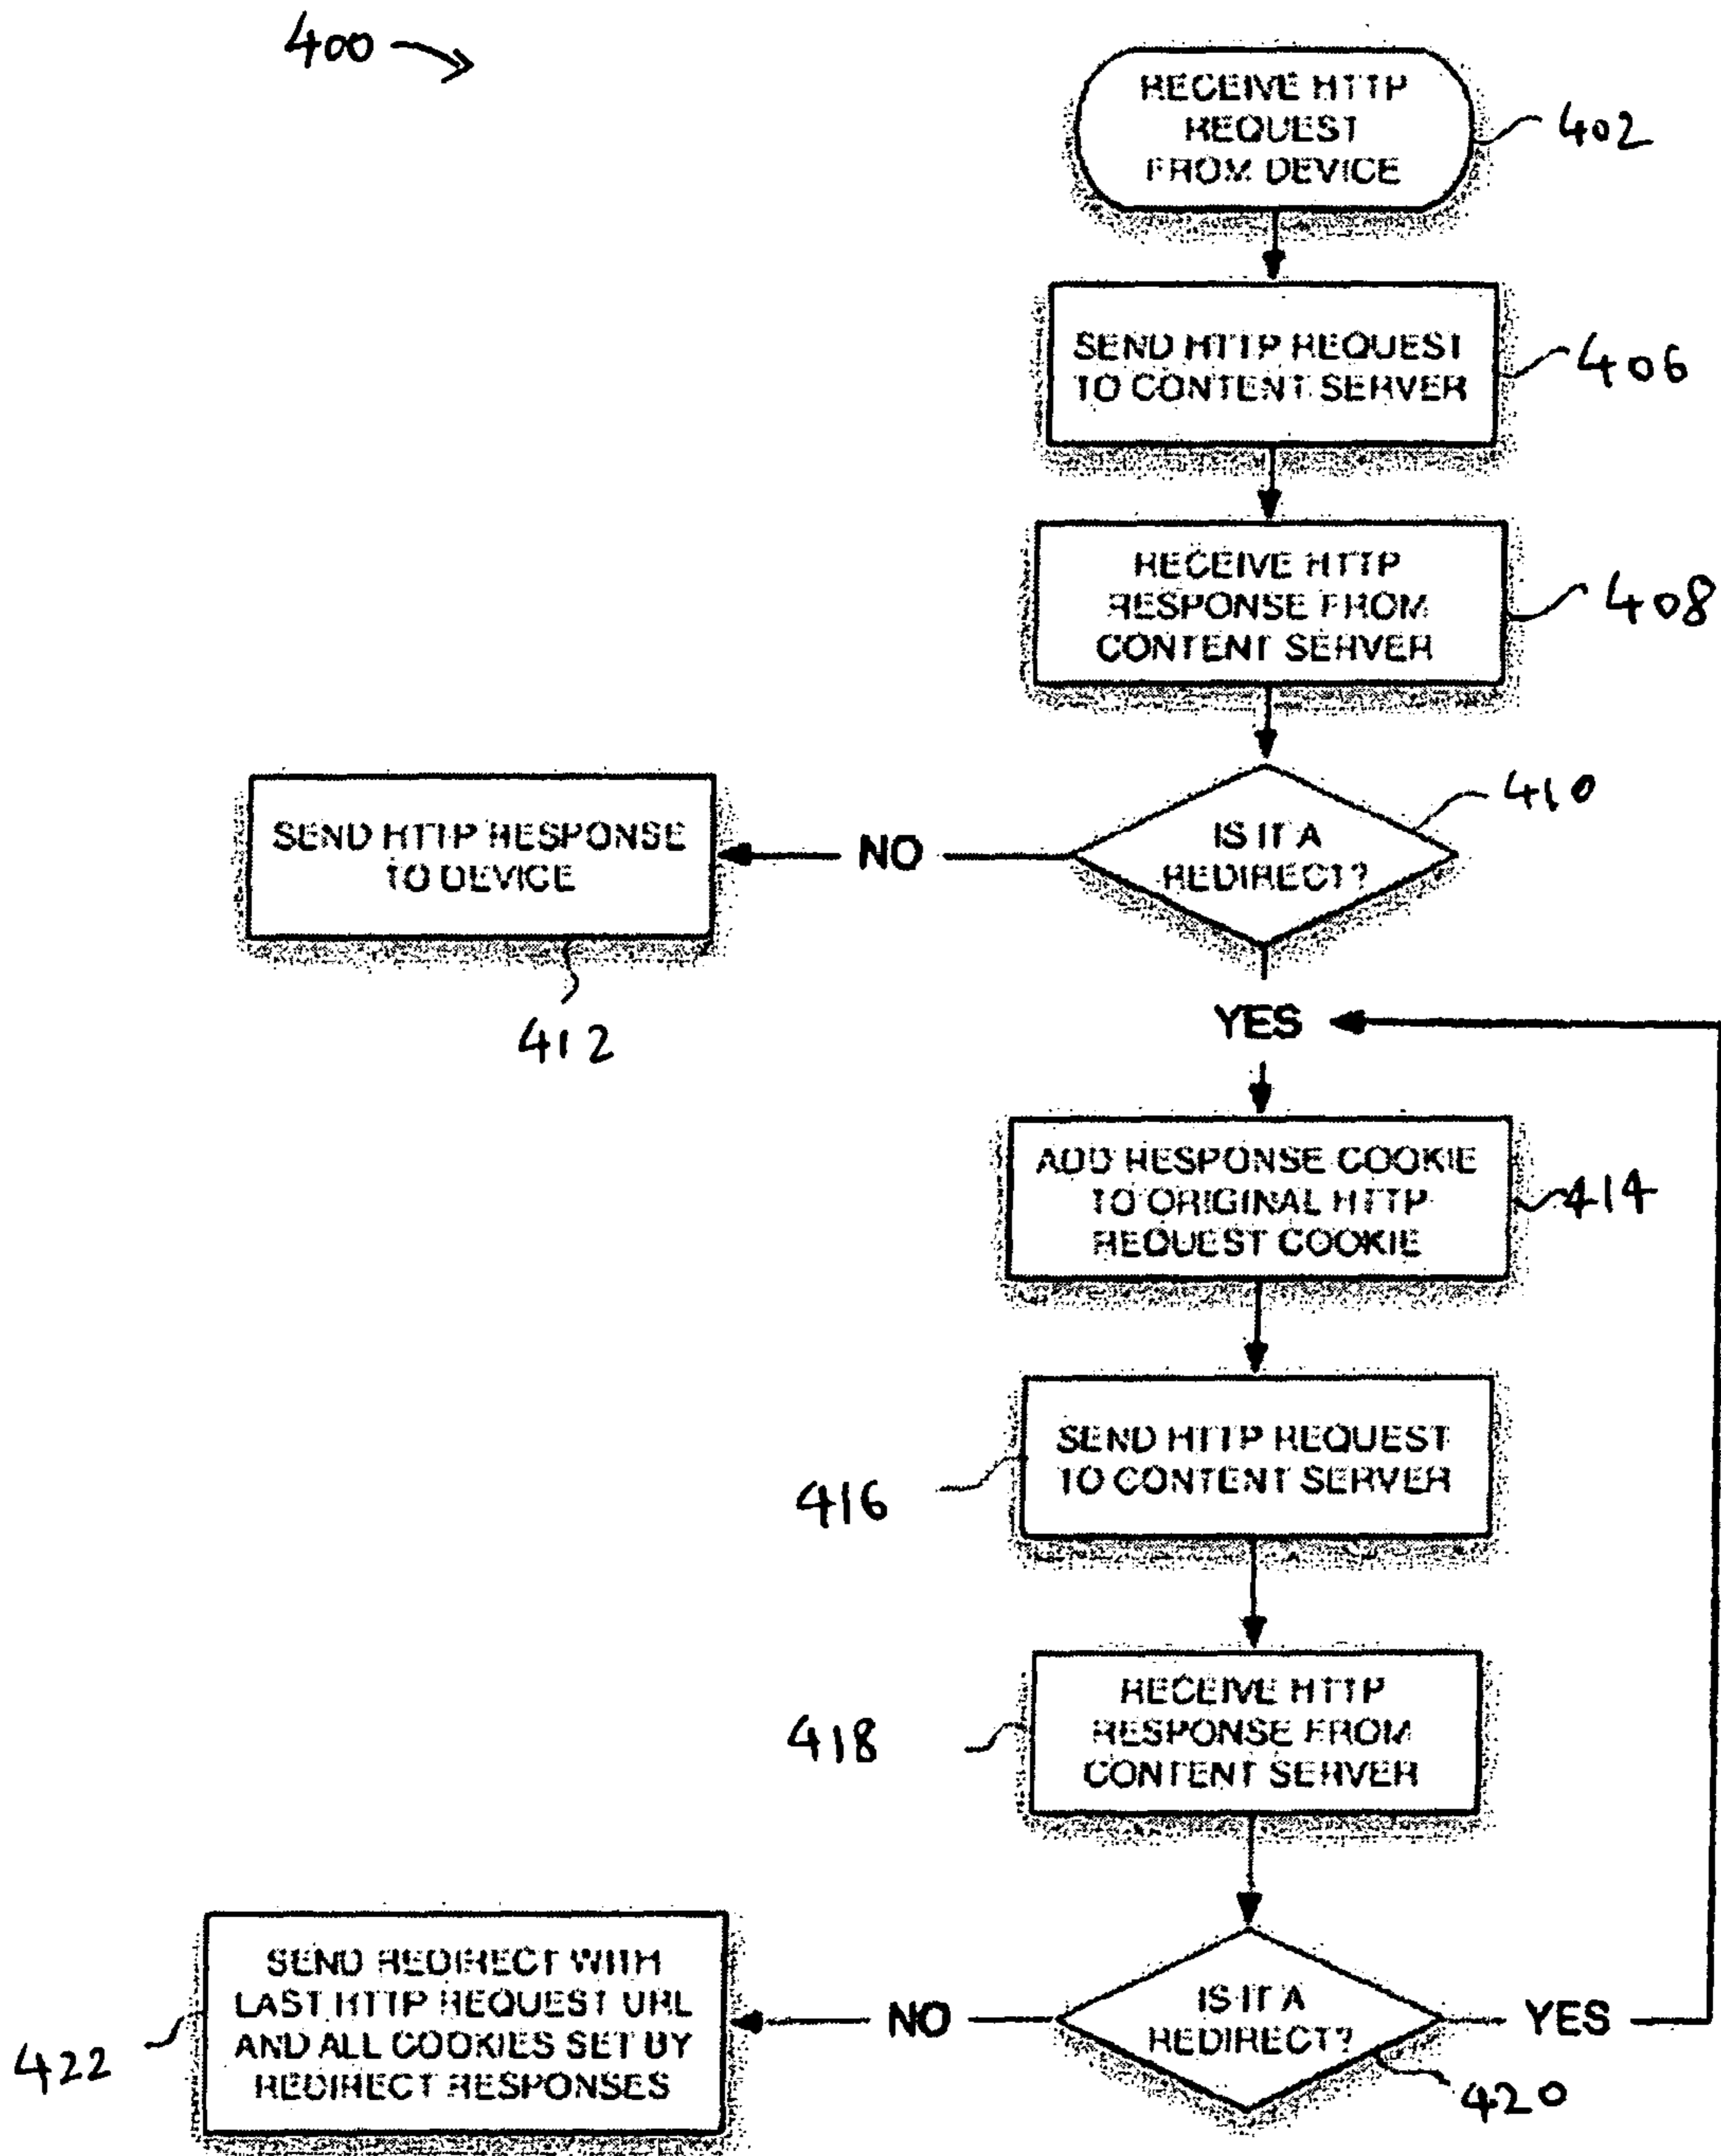 400
RECEIVE HTTP
REQUEST
FROM DEVICE
402
SEND HTTP REQUEST
TO CONTENT SERVER
406
RECEIVE HTTP
RESPONSE FROM
CONTENT SERVER
408
IS IT A
REDIRECT?
410
NO
SEND HTTP RESPONSE
TO DEVICE
412
YES
ADD RESPONSE COOKIE
TO ORIGINAL HTTP
REQUEST COOKIE
414
SEND HTTP REQUEST
TO CONTENT SERVER
416
RECEIVE HTTP
RESPONSE FROM
CONTENT SERVER
418
IS IT A
REDIRECT?
420
YES
NO
SEND REDIRECT WITH
LAST HTTP REQUEST URL
AND ALL COOKIES SET BY
REDIRECT RESPONSES
422